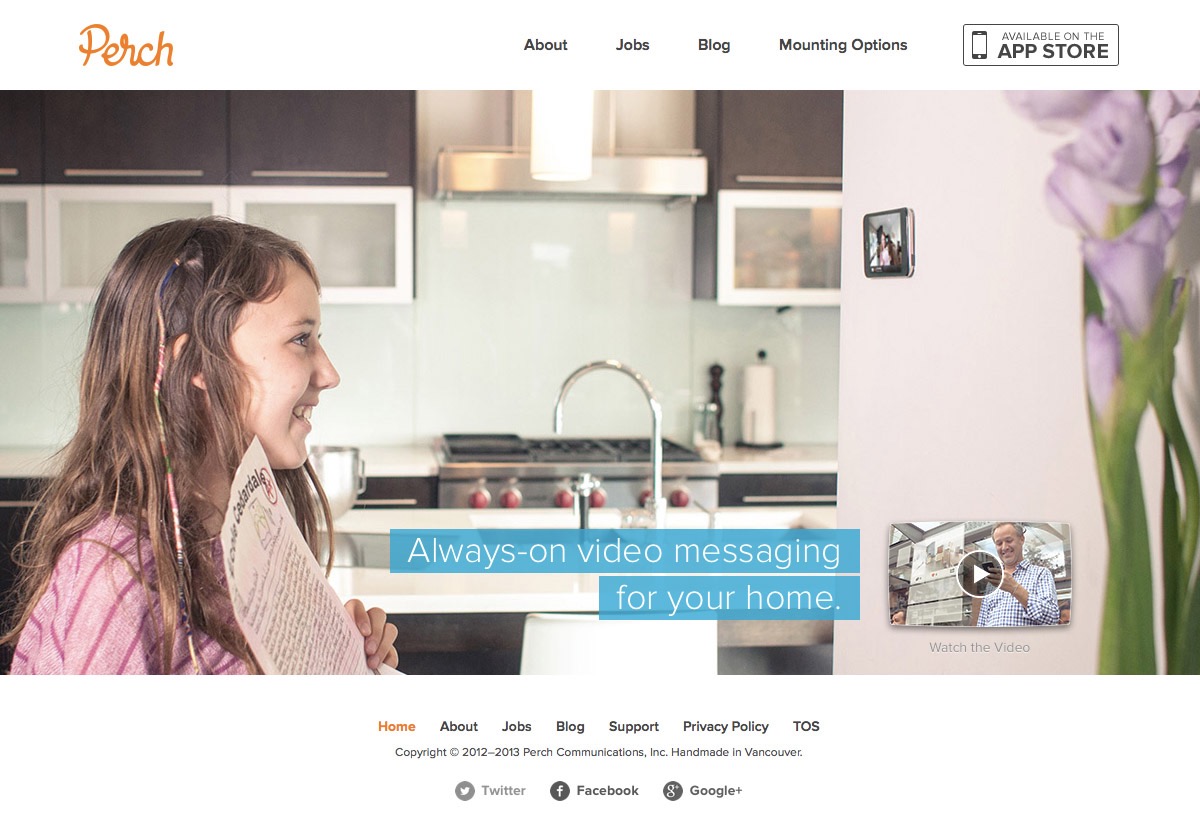 Perch
About
Jobs
Blog
Mounting Options
AVAILABLE ON THE
APP STORE
Cedardale
Always-on video messaging
for your home.
Watch the Video
Home
About
Jobs
Blog
Support
Privacy Policy
TOS
Copyright © 2012–2013 Perch Communications, Inc. Handmade in Vancouver.
Twitter
Facebook
Google+